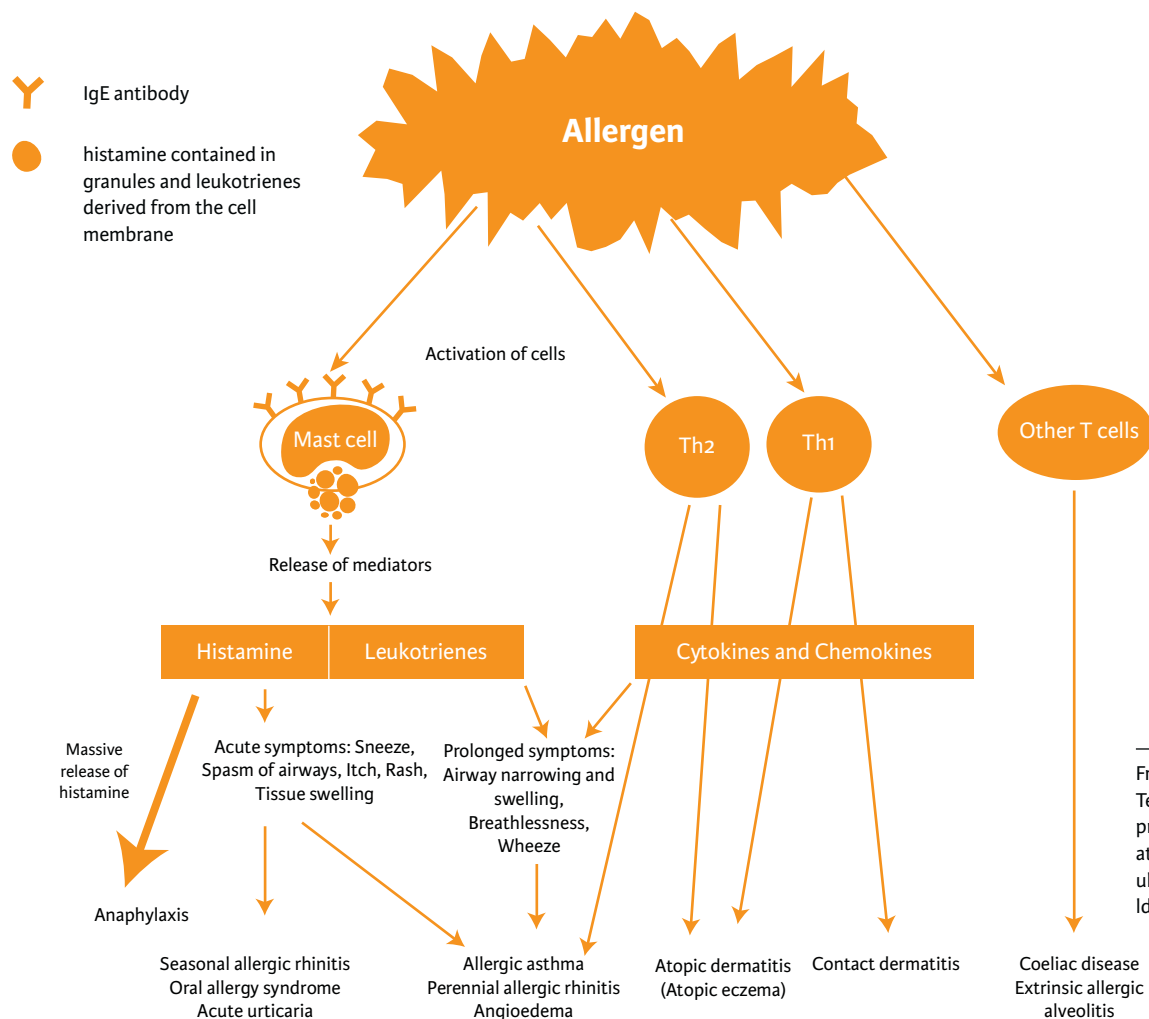 IgE antibody
histamine contained in
granules and leukotrienes
derived from the cell
membrane
Allergen
Activation of cells
Mast cell
Th2
Th1
Other T cells
Release of mediators
Histamine
Leukotrienes
Cytokines and Chemokines
Massive
release of
histamine
Acute symptoms: Sneeze,
Spasm of airways, Itch, Rash,
Tissue swelling
Prolonged symptoms:
Airway narrowing and
swelling,
Breathlessness,
Wheeze
Anaphylaxis
Seasonal allergic rhinitis
Oral allergy syndrome
Acute urticaria
Allergic asthma
Perennial allergic rhinitis
Angioedema
Atopic dermatitis
(Atopic eczema)
Contact dermatitis
Coeliac disease
Extrinsic allergic
alveolitis